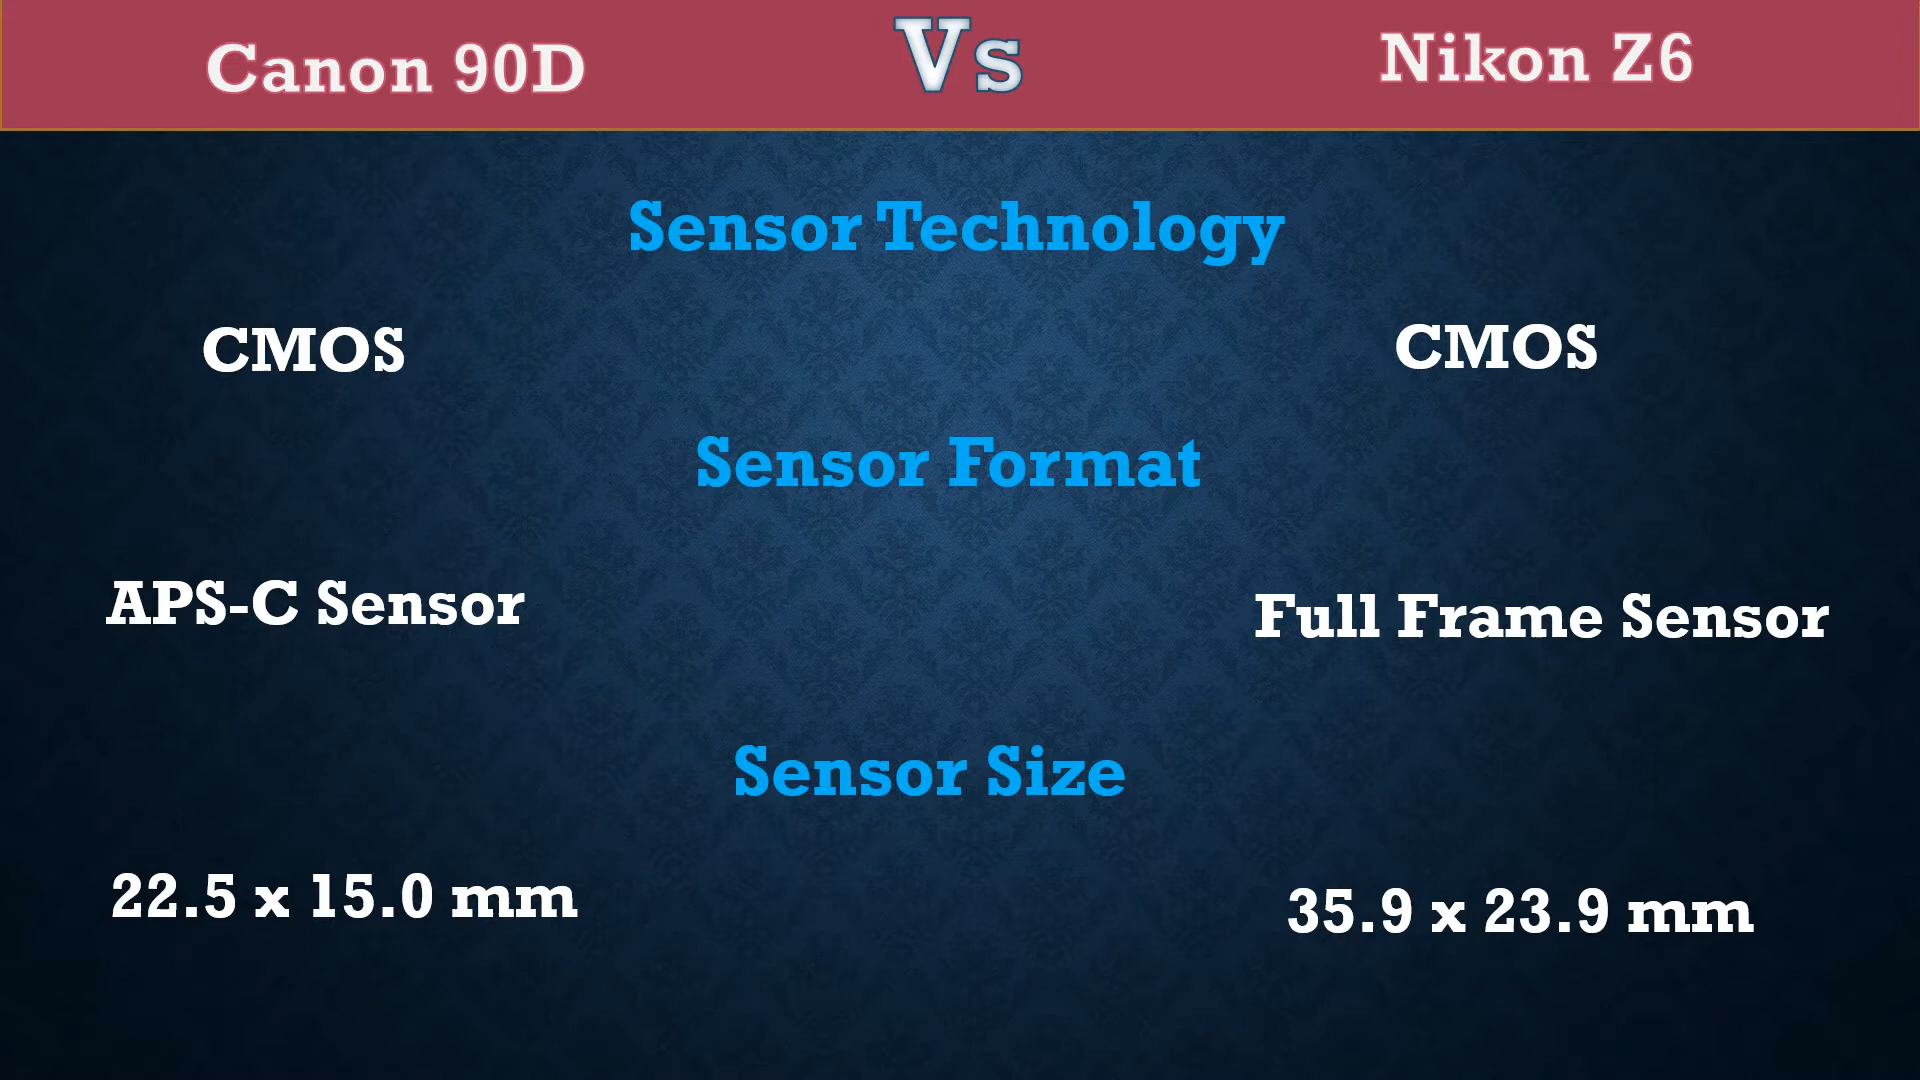 Canon 90D Vs Nikon Z6
Sensor Technology
CMOS CMOS
Sensor Format
APS-C Sensor Full Frame Sensor
Sensor Size
22.5 x 15.0 mm 35.9 x 23.9 mm